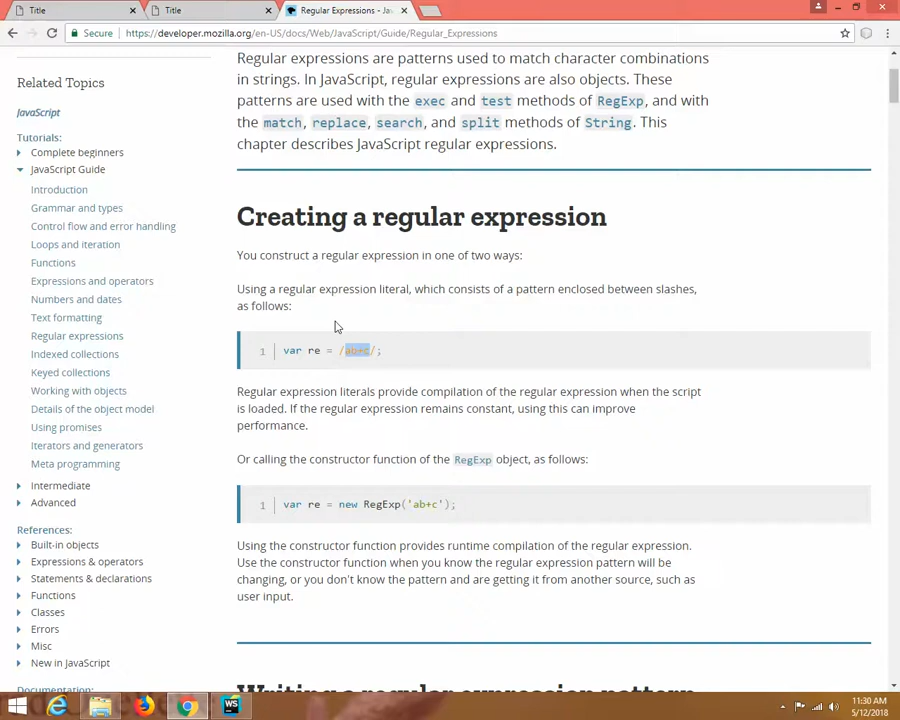 Title
Title
Regular Expressions - Jav
Secure
https://developer.mozilla.org/en-US/docs/Web/JavaScript/Guide/Regular_Expressions
Related Topics
JavaScript
Tutorials:
Complete beginners
JavaScript Guide
Introduction
Grammar and types
Control flow and error handling
Loops and iteration
Functions
Expressions and operators
Numbers and dates
Text formatting
Regular expressions
Indexed collections
Keyed collections
Working with objects
Details of the object model
Using promises
Iterators and generators
Meta programming
Intermediate
Advanced
References:
Built-in objects
Expressions & operators
Statements & declarations
Functions
Classes
Errors
Misc
New in JavaScript
Documentation:
Regular expressions are patterns used to match character combinations
in strings. In JavaScript, regular expressions are also objects. These
patterns are used with the exec and test methods of RegExp, and with
the match, replace, search, and split methods of String. This
chapter describes JavaScript regular expressions.
Creating a regular expression
You construct a regular expression in one of two ways:
Using a regular expression literal, which consists of a pattern enclosed between slashes,
as follows:
1 var re = /ab+c/;
Regular expression literals provide compilation of the regular expression when the script
is loaded. If the regular expression remains constant, using this can improve
performance.
Or calling the constructor function of the RegExp object, as follows:
1 var re = new RegExp('ab+c');
Using the constructor function provides runtime compilation of the regular expression.
Use the constructor function when you know the regular expression pattern will be
changing, or you don't know the pattern and are getting it from another source, such as
user input.
Writing a regular expression pattern
WS
11:30 AM
5/12/2018